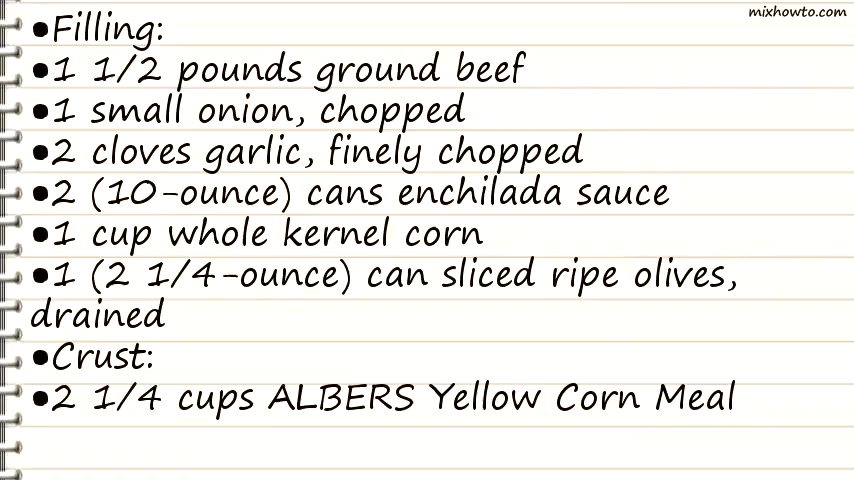 mixhowto.com
•Filling:
•1 1/2 pounds ground beef
•1 small onion, chopped
•2 cloves garlic, finely chopped
•2 (10-ounce) cans enchilada sauce
•1 cup whole kernel corn
•1 (2 1/4-ounce) can sliced ripe olives,
drained
•Crust:
•2 1/4 cups ALBERS Yellow Corn Meal